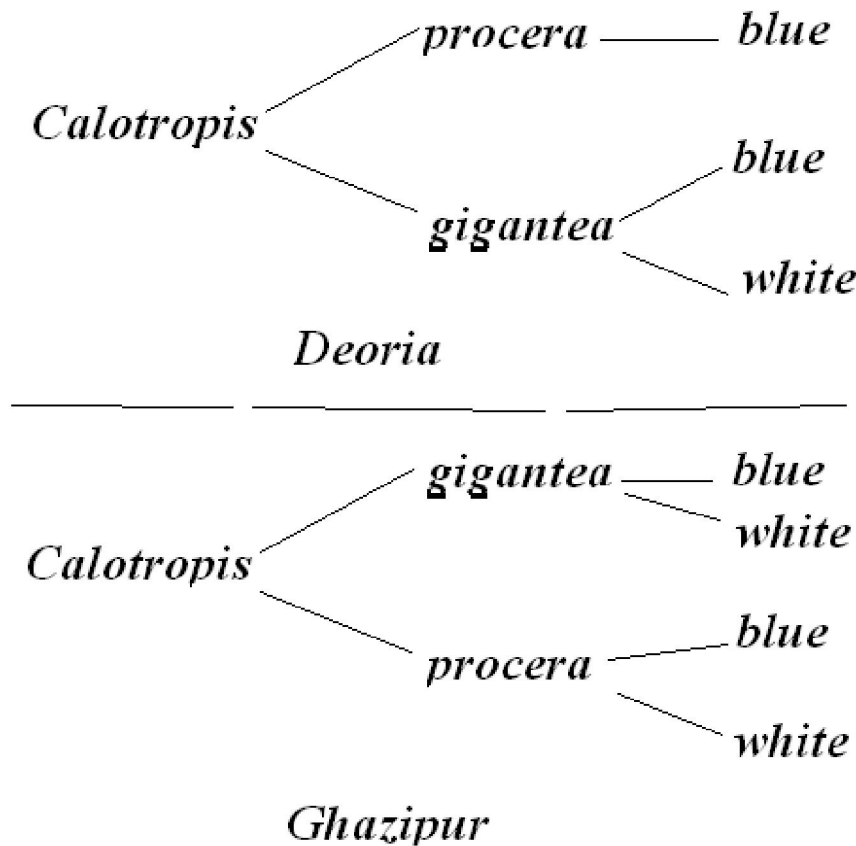 procera blue
Calotropis
blue
gigantea
white
Deoria
gigantea blue
white
Calotropis
blue
procera
white
Ghazipur